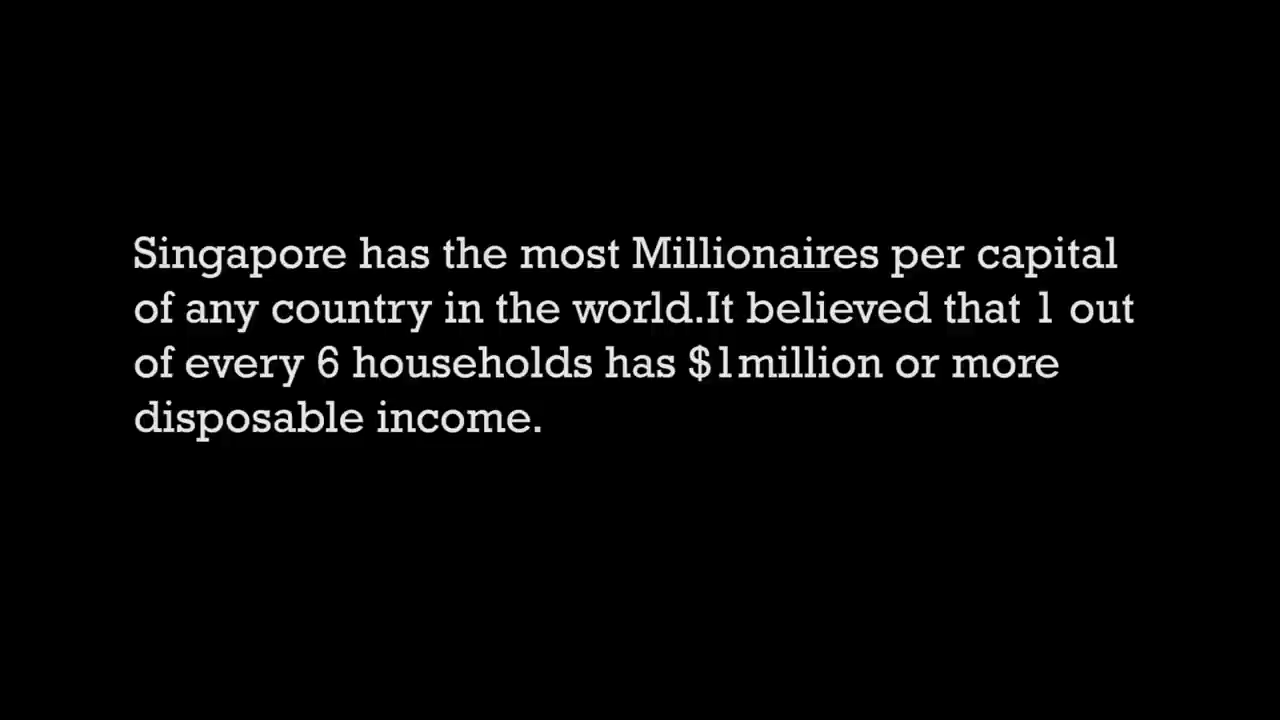 Singapore has the most Millionaires per capital
of any country in the world.It believed that 1 out
of every 6 households has $1million or more
disposable income.